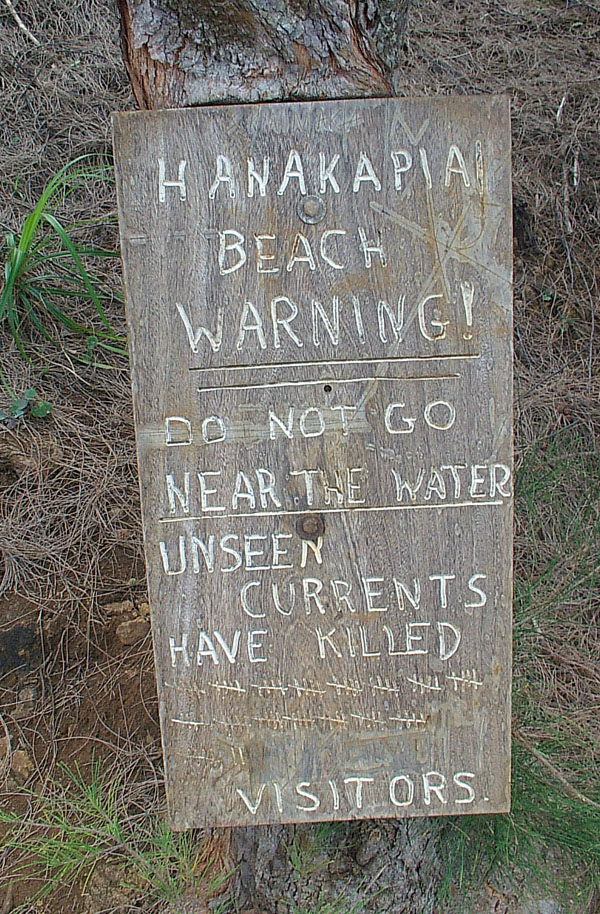 HANAKAPIAI
BEACH
WARNING!
DO NOT GO
NEAR THE WATER
UNSEEN
CURRENTS
HAVE KILLED
VISITORS.